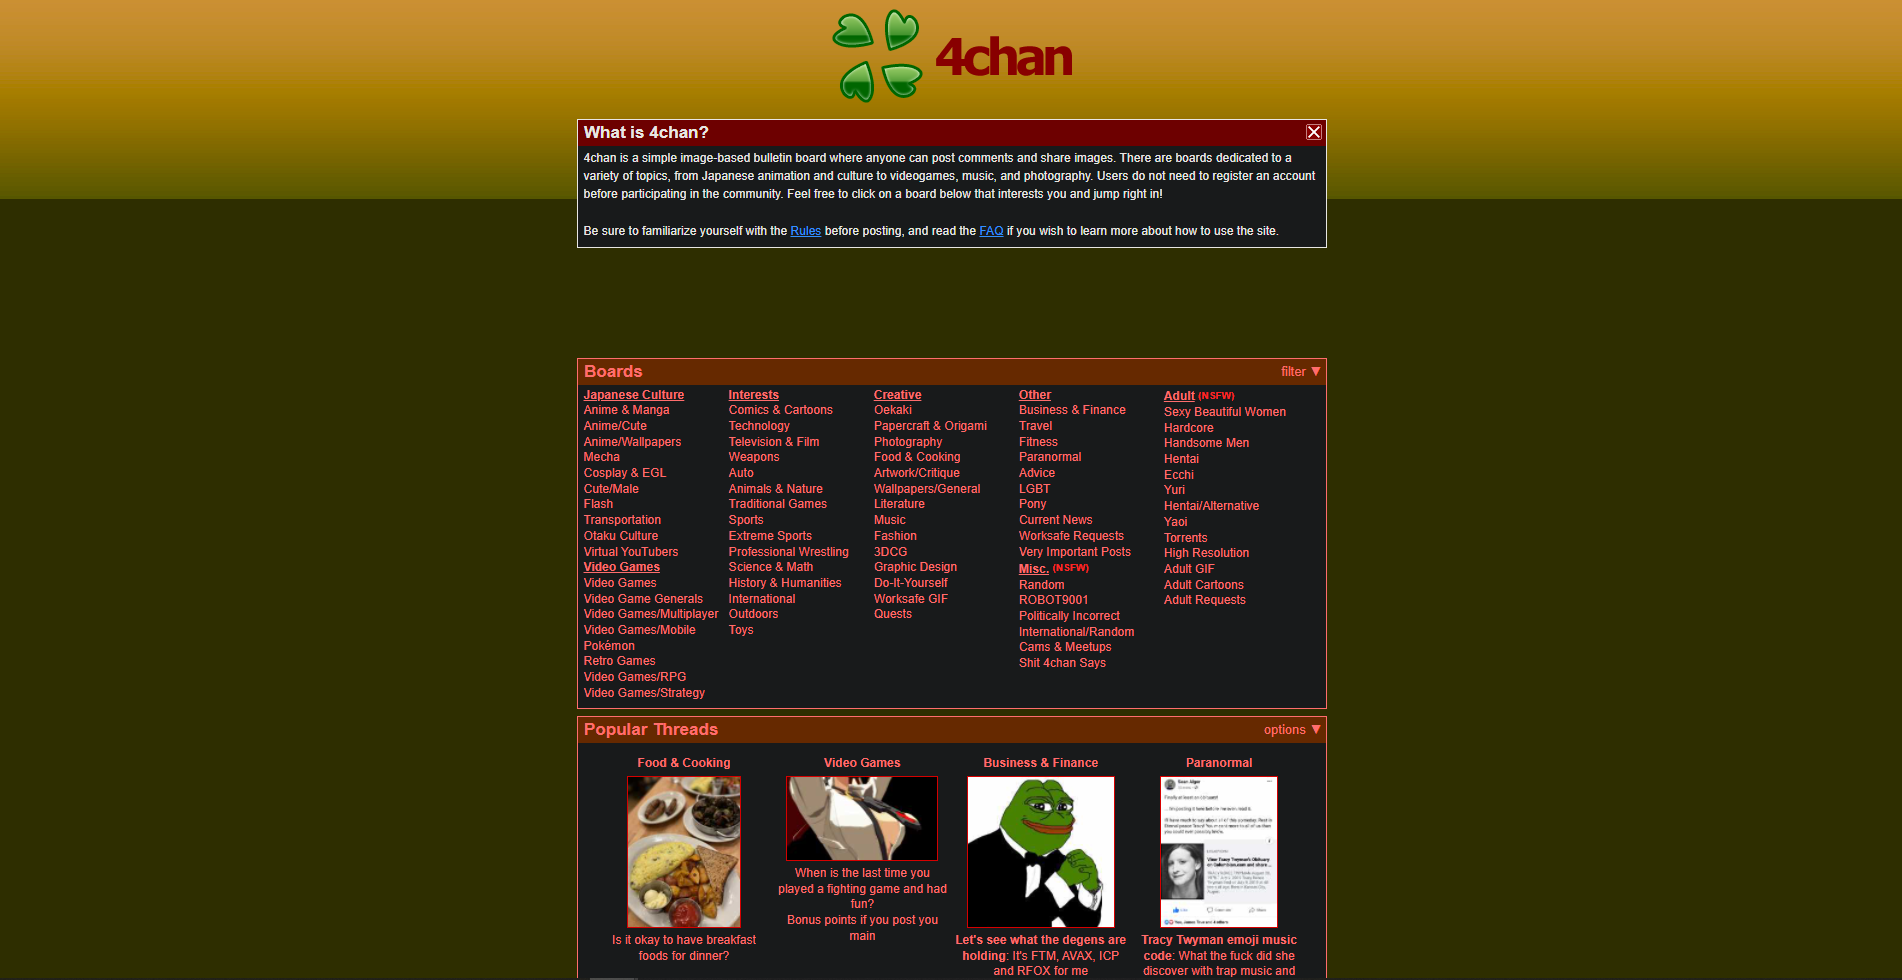 4chan
What is 4chan?
4chan is a simple image-based bulletin board where anyone can post comments and share images. There are boards dedicated to a
variety of topics, from Japanese animation and culture to videogames, music, and photography. Users do not need to register an account
before participating in the community. Feel free to click on a board below that interests you and jump right in!
Be sure to familiarize yourself with the Rules before posting, and read the FAQ if you wish to learn more about how to use the site.
Boards
filter ▼
Japanese Culture
Anime & Manga
Anime/Cute
Anime/Wallpapers
Mecha
Cosplay & EGL
Cute/Male
Flash
Transportation
Otaku Culture
Virtual YouTubers
Video Games
Video Games
Video Game Generals
Video Games/Multiplayer
Video Games/Mobile
Pokémon
Retro Games
Video Games/RPG
Video Games/Strategy
Interests
Comics & Cartoons
Technology
Television & Film
Weapons
Auto
Animals & Nature
Traditional Games
Sports
Extreme Sports
Professional Wrestling
Science & Math
History & Humanities
International
Outdoors
Toys
Creative
Oekaki
Papercraft & Origami
Photography
Food & Cooking
Artwork/Critique
Wallpapers/General
Literature
Music
Fashion
3DCG
Graphic Design
Do-It-Yourself
Worksafe GIF
Quests
Other
Business & Finance
Travel
Fitness
Paranormal
Advice
LGBT
Pony
Current News
Worksafe Requests
Very Important Posts
Misc. (NSFW)
Random
ROBOT9001
Politically Incorrect
International/Random
Cams & Meetups
Shit 4chan Says
Adult (NSFW)
Sexy Beautiful Women
Hardcore
Handsome Men
Hentai
Ecchi
Yuri
Hentai/Alternative
Yaoi
Torrents
High Resolution
Adult GIF
Adult Cartoons
Adult Requests
Popular Threads
options ▼
Food & Cooking
Is it okay to have breakfast
foods for dinner?
Video Games
When is the last time you
played a fighting game and had
fun?
Bonus points if you post you
main
Business & Finance
Let's see what the degens are
holding: It's FTM, AVAX, ICP
and RFOX for me
Paranormal
Tracy Twyman emoji music
code: What the fuck did she
discover with trap music and